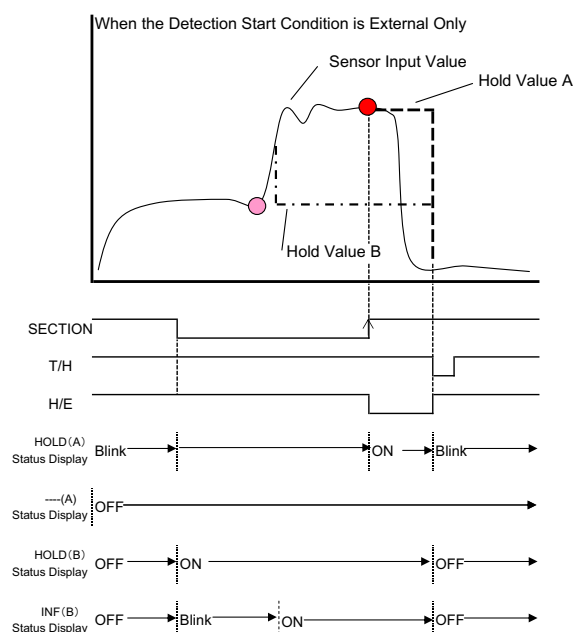 When the Detection Start Condition is External Only
Sensor Input Value
Hold Value A
Hold Value B
SECTION
T/H
H/E
HOLD(A)
Status Display
Blink
ON
Blink
----(A)
Status Display
OFF
HOLD(B)
Status Display
OFF
ON
OFF
INF(B)
Status Display
OFF
Blink
ON
OFF